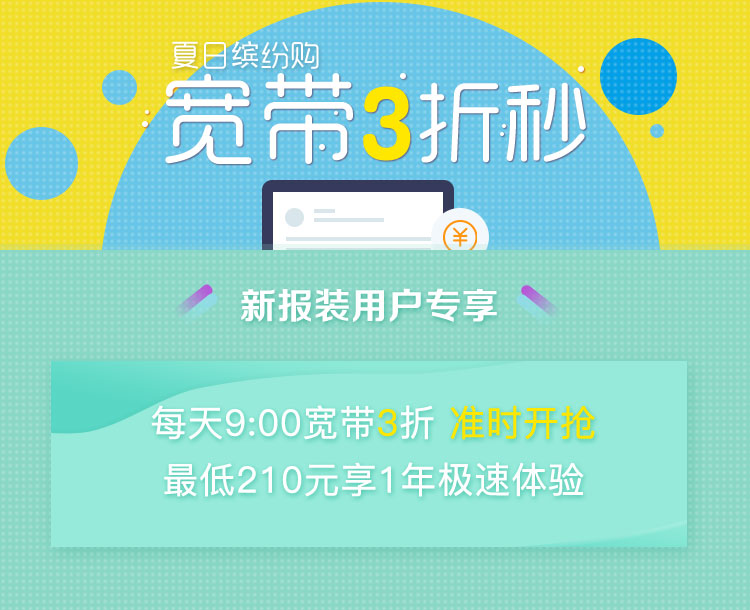 夏日缤纷购
宽带3折秒
¥
新报装用户专享
每天9:00宽带3折 准时开抢
最低210元享1年极速体验